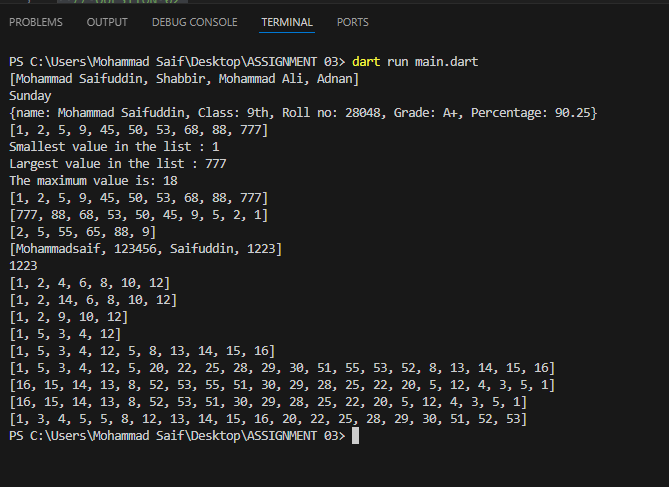 PROBLEMS OUTPUT DEBUG CONSOLE TERMINAL PORTS
PS C:\Users\Mohammad Saif\Desktop\ASSIGNMENT 03> dart run main.dart
[Mohammad Saifuddin, Shabbir, Mohammad Ali, Adnan]
Sunday
{name: Mohammad Saifuddin, Class: 9th, Roll no: 28048, Grade: A+, Percentage: 90.25}
[1, 2, 5, 9, 45, 50, 53, 68, 88, 777]
Smallest value in the list : 1
Largest value in the list : 777
The maximum value is: 18
[1, 2, 5, 9, 45, 50, 53, 68, 88, 777]
[777, 88, 68, 53, 50, 45, 9, 5, 2, 1]
[2, 5, 55, 65, 88, 9]
[Mohammadsaif, 123456, Saifuddin, 1223]
1223
[1, 2, 4, 6, 8, 10, 12]
[1, 2, 14, 6, 8, 10, 12]
[1, 2, 9, 10, 12]
[1, 5, 3, 4, 12]
[1, 5, 3, 4, 12, 5, 8, 13, 14, 15, 16]
[1, 5, 3, 4, 12, 5, 20, 22, 25, 28, 29, 30, 51, 55, 53, 52, 8, 13, 14, 15, 16]
[16, 15, 14, 13, 8, 52, 53, 55, 51, 30, 29, 28, 25, 22, 20, 5, 12, 4, 3, 5, 1]
[16, 15, 14, 13, 8, 52, 53, 51, 30, 29, 28, 25, 22, 20, 5, 12, 4, 3, 5, 1]
[1, 3, 4, 5, 5, 8, 12, 13, 14, 15, 16, 20, 22, 25, 28, 29, 30, 51, 52, 53]
PS C:\Users\Mohammad Saif\Desktop\ASSIGNMENT 03>